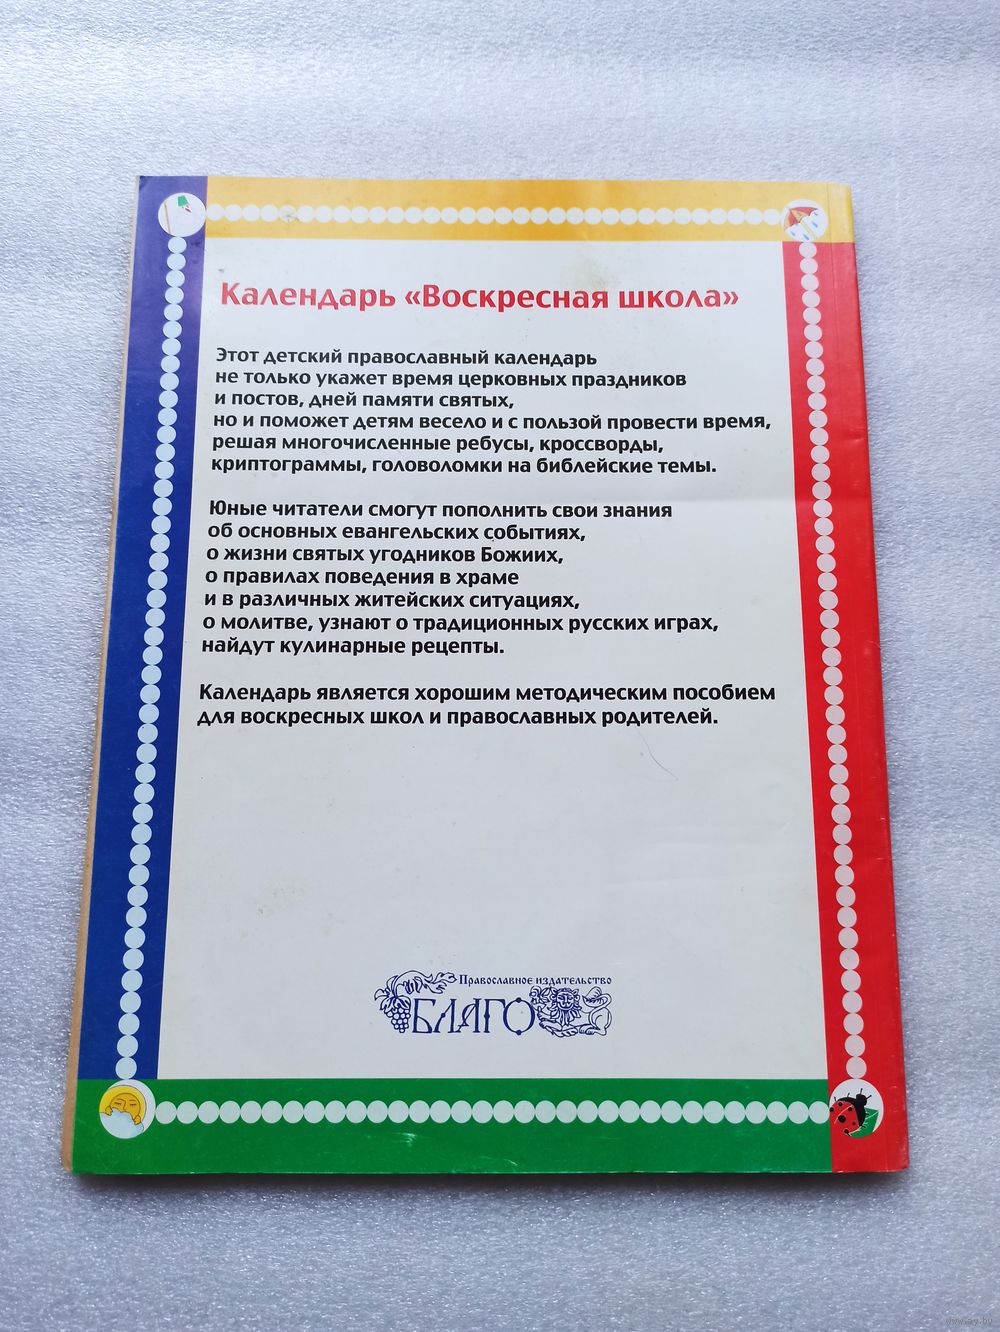 Календарь «Воскресная школа»
Этот детский православный календарь
не только укажет время церковных праздников
и постов, дней памяти святых,
но и поможет детям весело и с пользой провести время,
решая многочисленные ребусы, кроссворды,
криптограммы, головоломки на библейские темы.
Юные читатели смогут пополнить свои знания
об основных евангельских событиях,
о жизни святых угодников Божиих,
о правилах поведения в храме
и в различных житейских ситуациях,
о молитве, узнают о традиционных русских играх,
найдут кулинарные рецепты.
Календарь является хорошим методическим пособием
для воскресных школ и православных родителей.
Православное издательство
БЛАГО
www.ay.by